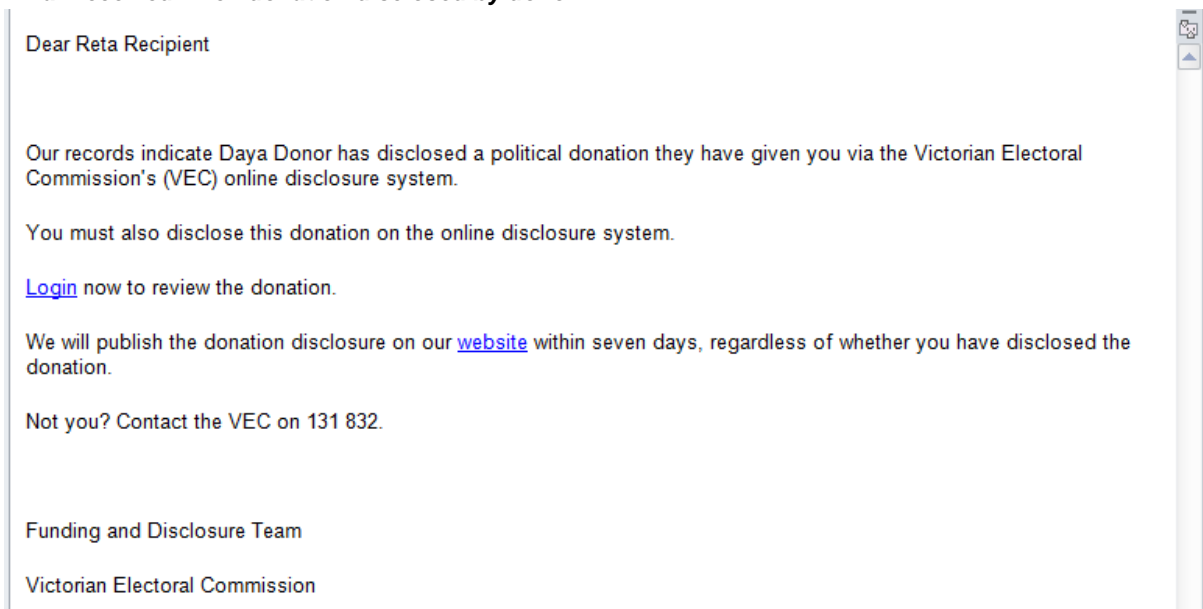 Dear Reta Recipient
Our records indicate Daya Donor has disclosed a political donation they have given you via the Victorian Electoral
Commission's (VEC) online disclosure system.
You must also disclose this donation on the online disclosure system.
Login now to review the donation.
We will publish the donation disclosure on our website within seven days, regardless of whether you have disclosed the
donation.
Not you? Contact the VEC on 131 832.
Funding and Disclosure Team
Victorian Electoral Commission